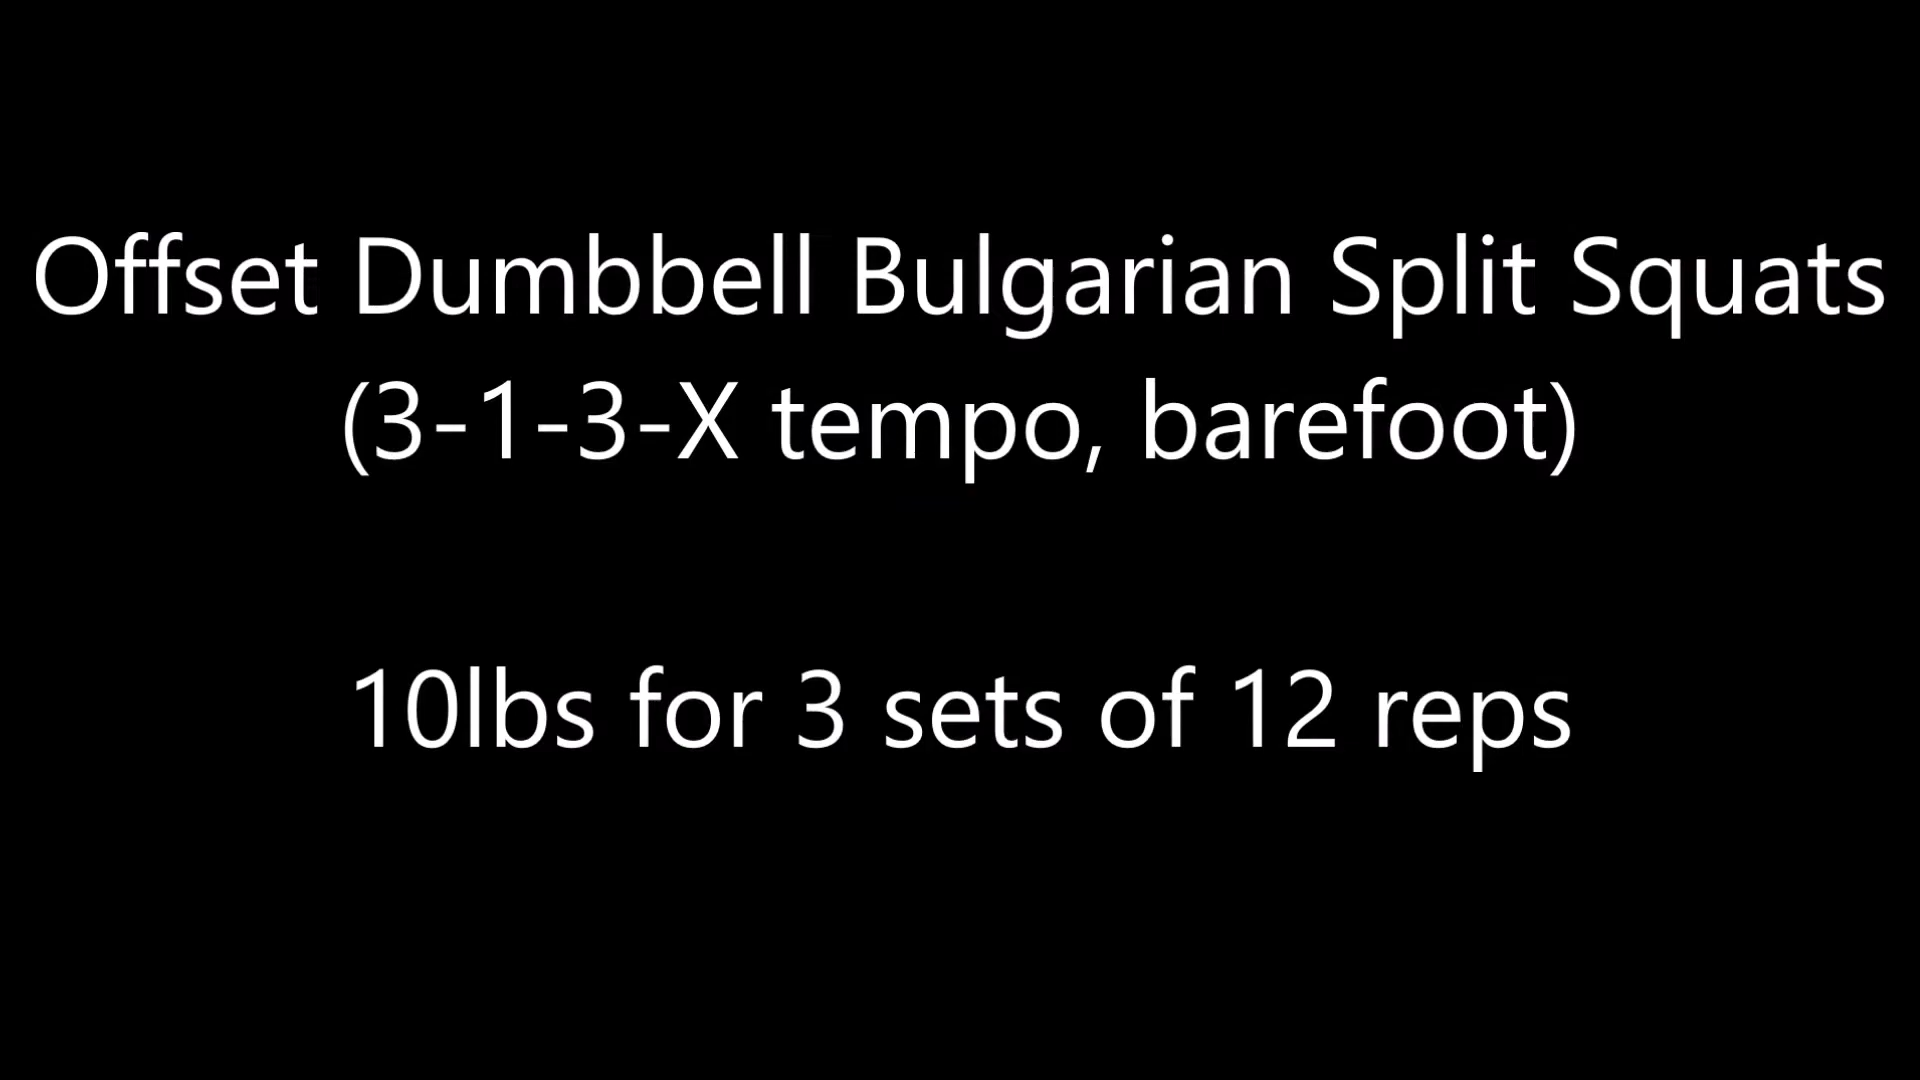 Offset Dumbbell Bulgarian Split Squats
(3-1-3-X tempo, barefoot)
10lbs for 3 sets of 12 reps